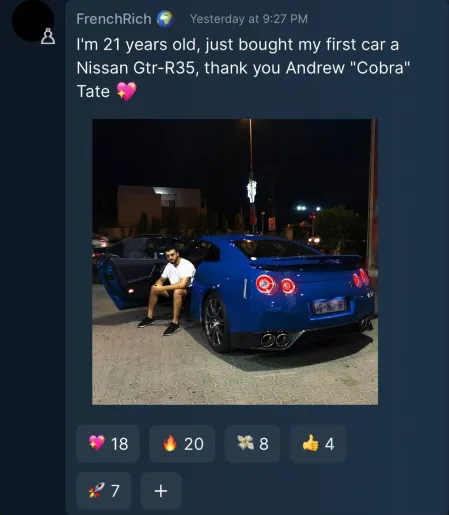 FrenchRich 🌍 Yesterday at 9:27 PM
I'm 21 years old, just bought my first car a
Nissan Gtr-R35, thank you Andrew "Cobra"
Tate 💖
💖 18 🔥 20 💸 8 👍 4
🚀 7 +